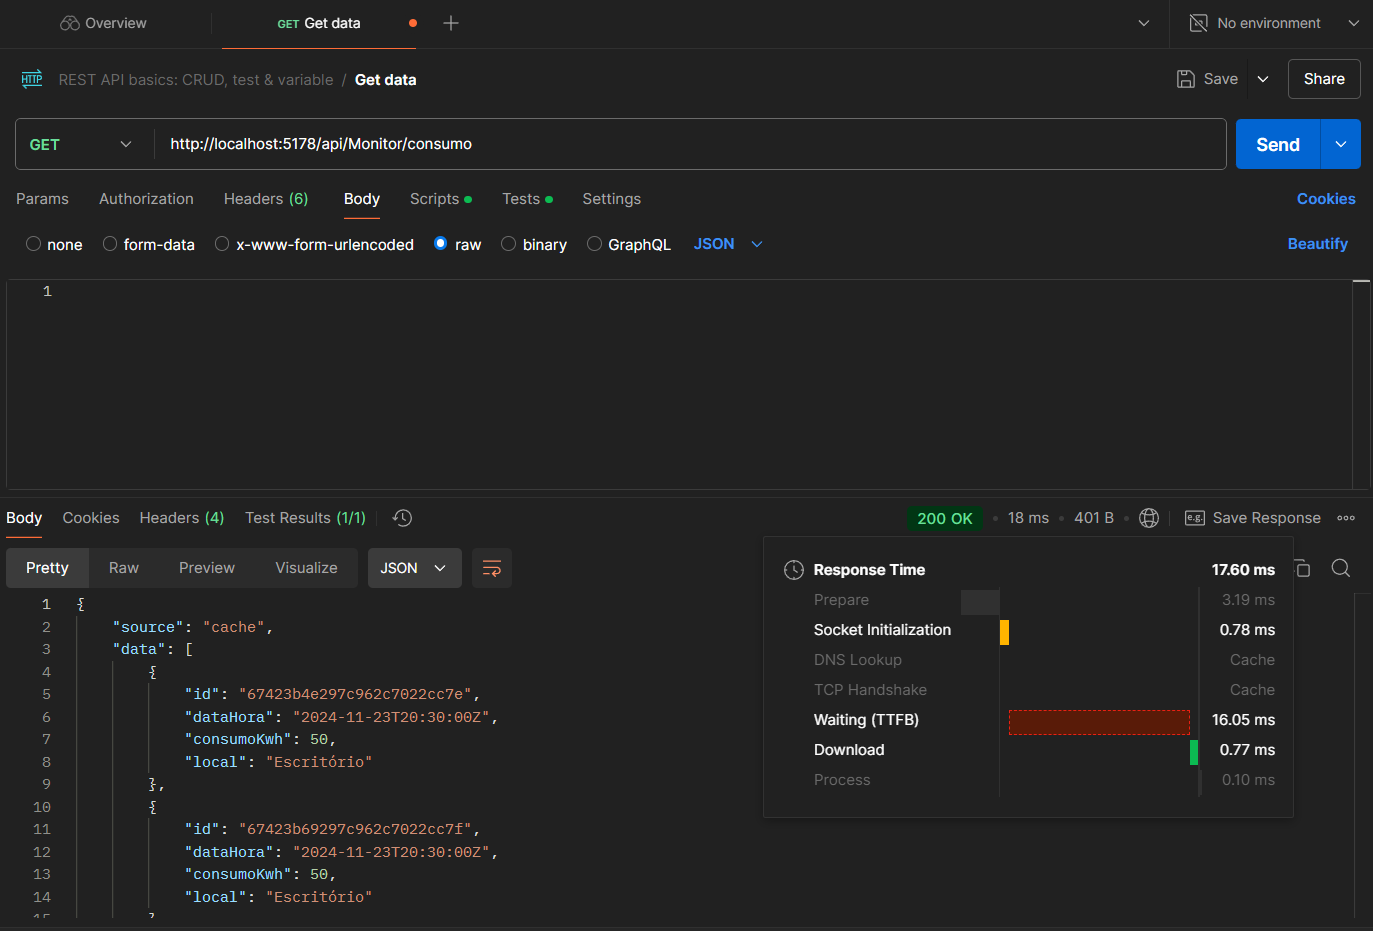 Overview
GET Get data
No environment
HTTP REST API basics: CRUD, test & variable / Get data
Save
Share
GET
http://localhost:5178/api/Monitor/consumo
Send
Params Authorization Headers (6) Body Scripts Tests Settings Cookies
none form-data x-www-form-urlencoded raw binary GraphQL JSON Beautify
1
Body Cookies Headers (4) Test Results (1/1) 200 OK 18 ms 401 B e.g. Save Response
Pretty Raw Preview Visualize JSON
Response Time 17.60 ms
Prepare 3.19 ms
Socket Initialization 0.78 ms
DNS Lookup Cache
TCP Handshake Cache
Waiting (TTFB) 16.05 ms
Download 0.77 ms
Process 0.10 ms
1 {
2 "source": "cache",
3 "data": [
4 {
5 "id": "67423b4e297c962c7022cc7e",
6 "dataHora": "2024-11-23T20:30:00Z",
7 "consumoKwh": 50,
8 "local": "Escritório"
9 },
10 {
11 "id": "67423b69297c962c7022cc7f",
12 "dataHora": "2024-11-23T20:30:00Z",
13 "consumoKwh": 50,
14 "local": "Escritório"
15 }